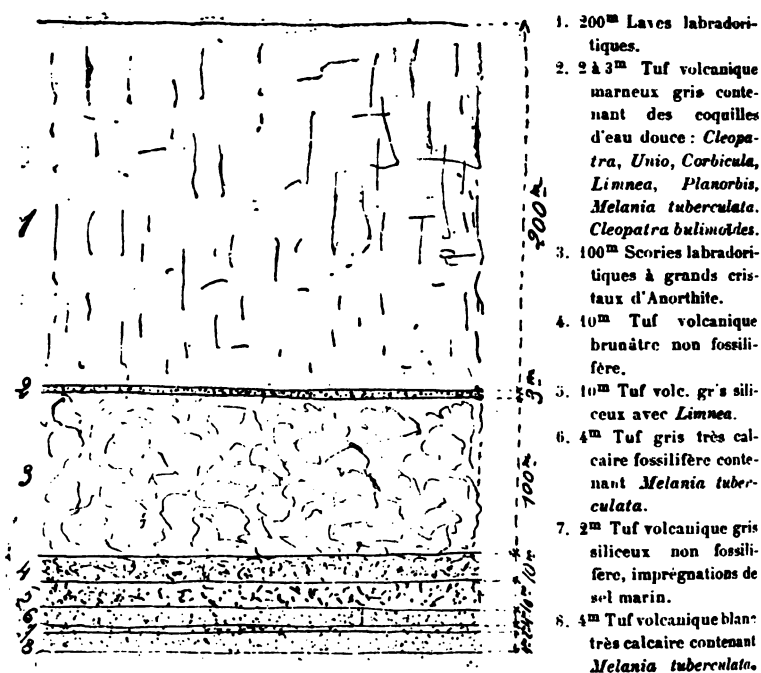 1
2
3
4
5
6
8
200m
3m
100m
10m
1. 200m Laves labradori-
tiques.
2. 2 à 3m Tuf volcanique
marneux gris conte-
nant des coquilles
d'eau douce : Cleopa-
tra, Unio, Corbicula,
Limnea, Planorbis,
Melania tuberculata.
Cleopatra bulimoïdes.
3. 100m Scories labradori-
tiques à grands cris-
taux d'Anorthite.
4. 10m Tuf volcanique
brunâtre non fossili-
fère.
5. 10m Tuf volc. gris sili-
ceux avec Limnea.
6. 4m Tuf gris très cal-
caire fossilifère conte-
nant Melania tuber-
culata.
7. 2m Tuf volcanique gris
siliceux non fossili-
fère, imprégnations de
sel marin.
8. 4m Tuf volcanique blanc
très calcaire contenant
Melania tuberculata.